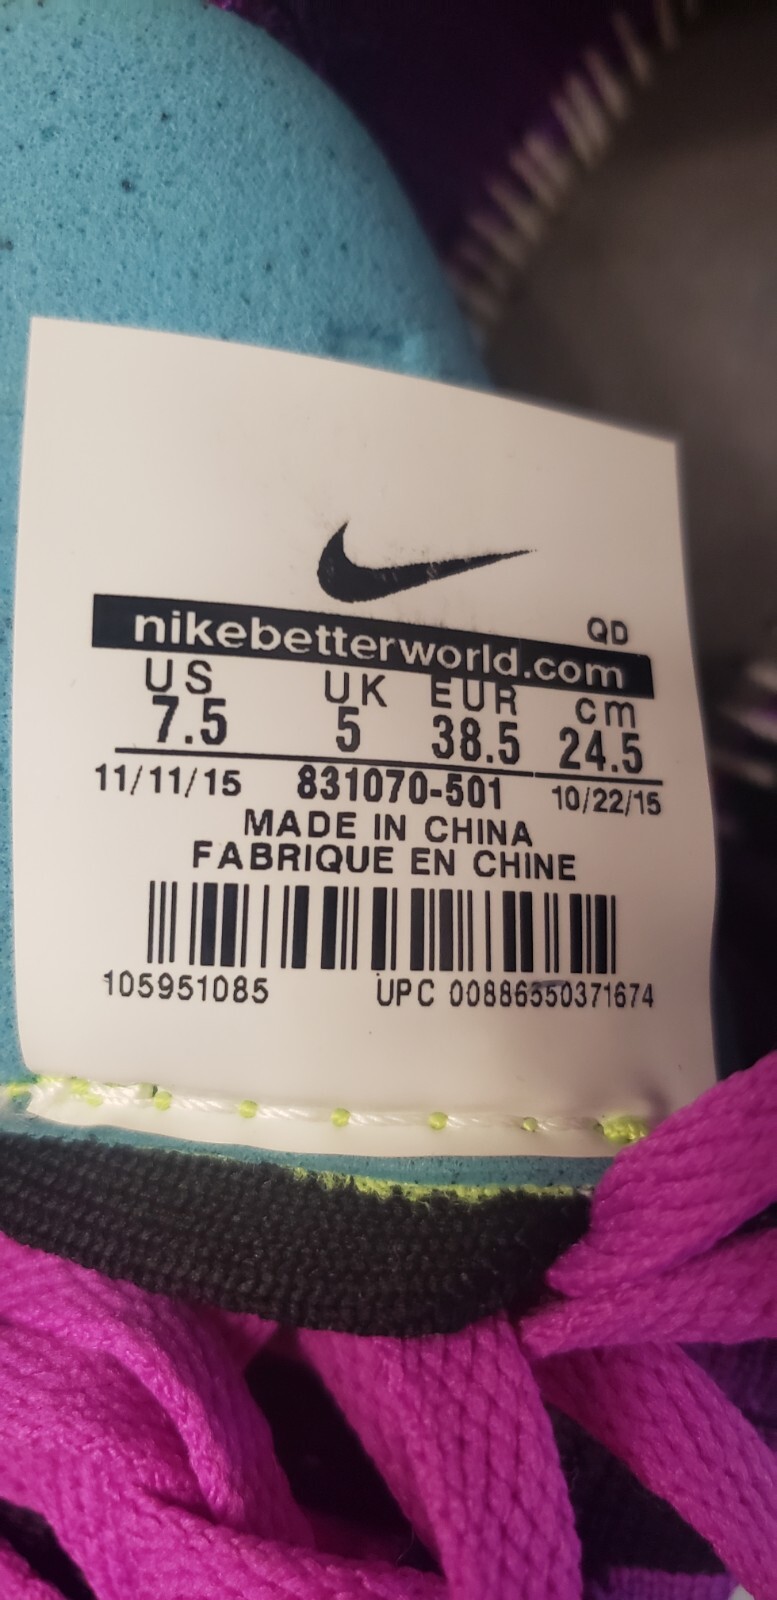 QD
nikebetterworld.com
US UK EUR cm
7.5 5 38.5 24.5
11/11/15 831070-501 10/22/15
MADE IN CHINA
FABRIQUE EN CHINE
105951085 UPC 00886550371674